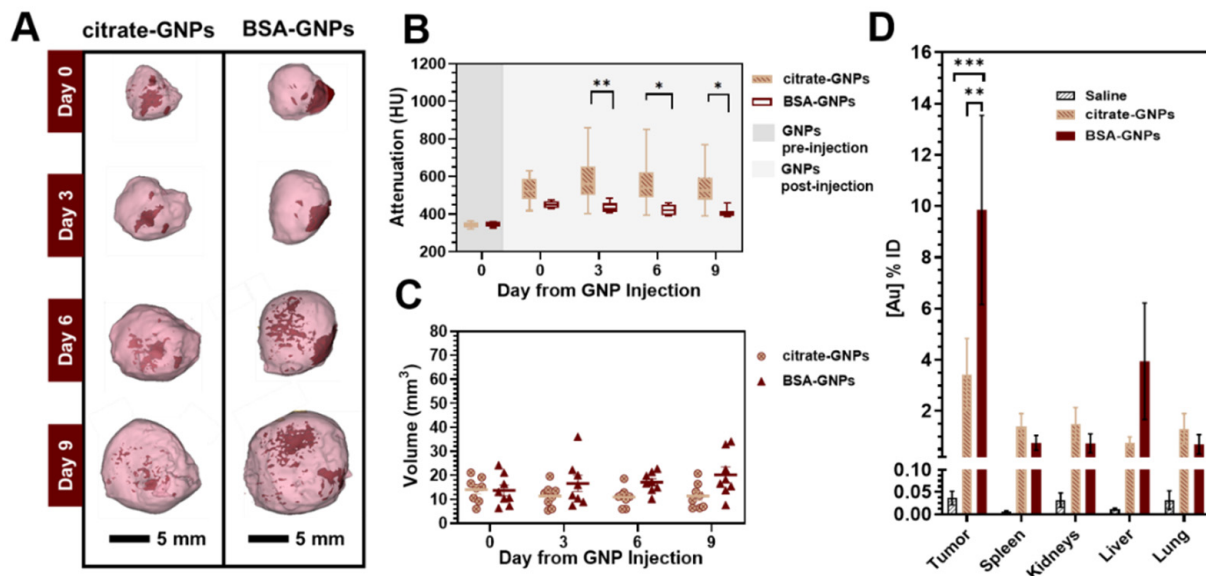 A
citrate-GNPs
BSA-GNPs
Day 0
Day 3
Day 6
Day 9
5 mm
5 mm
B
1200
1000
800
600
400
200
Attenuation (HU)
**
*
*
0
0
3
6
9
Day from GNP Injection
citrate-GNPs
BSA-GNPs
GNPs
pre-injection
GNPs
post-injection
C
80
70
60
50
40
30
20
10
0
Volume (mm³)
0
3
6
9
Day from GNP Injection
citrate-GNPs
BSA-GNPs
D
16
14
12
10
8
6
4
2
0.10
0.05
0.00
[Au] % ID
***
**
Saline
citrate-GNPs
BSA-GNPs
Tumor
Spleen
Kidneys
Liver
Lung